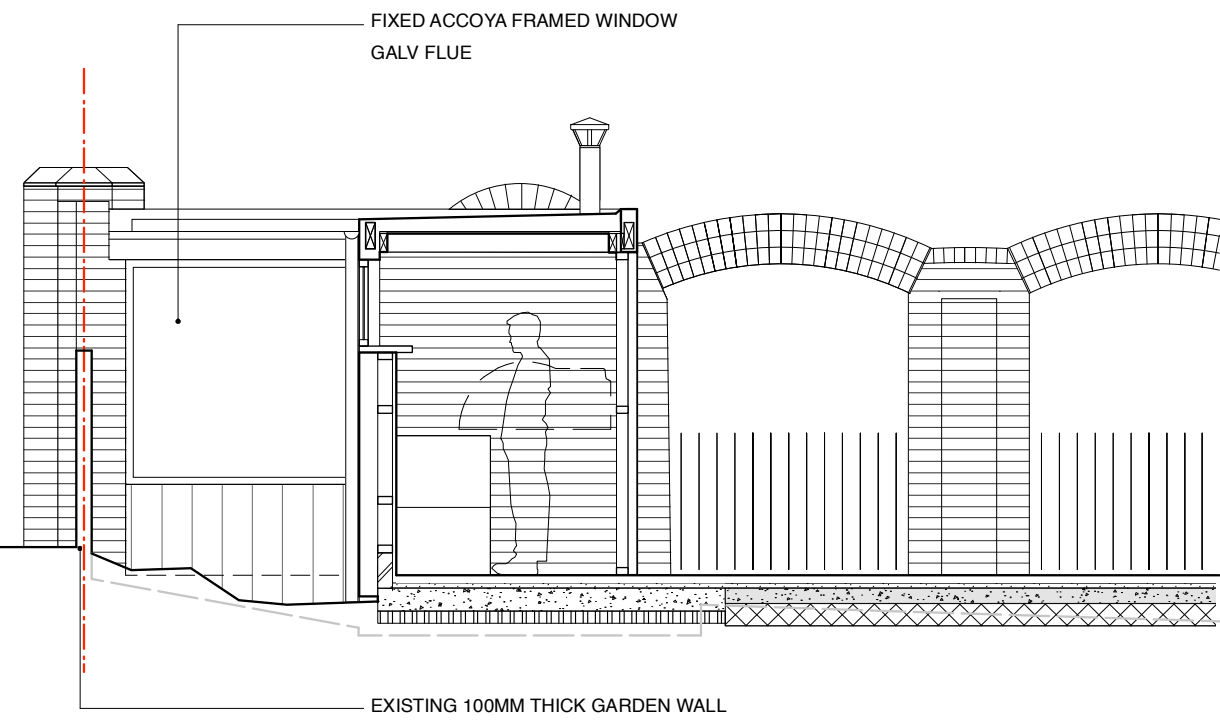 FIXED ACCOYA FRAMED WINDOW
GALV FLUE
EXISTING 100MM THICK GARDEN WALL